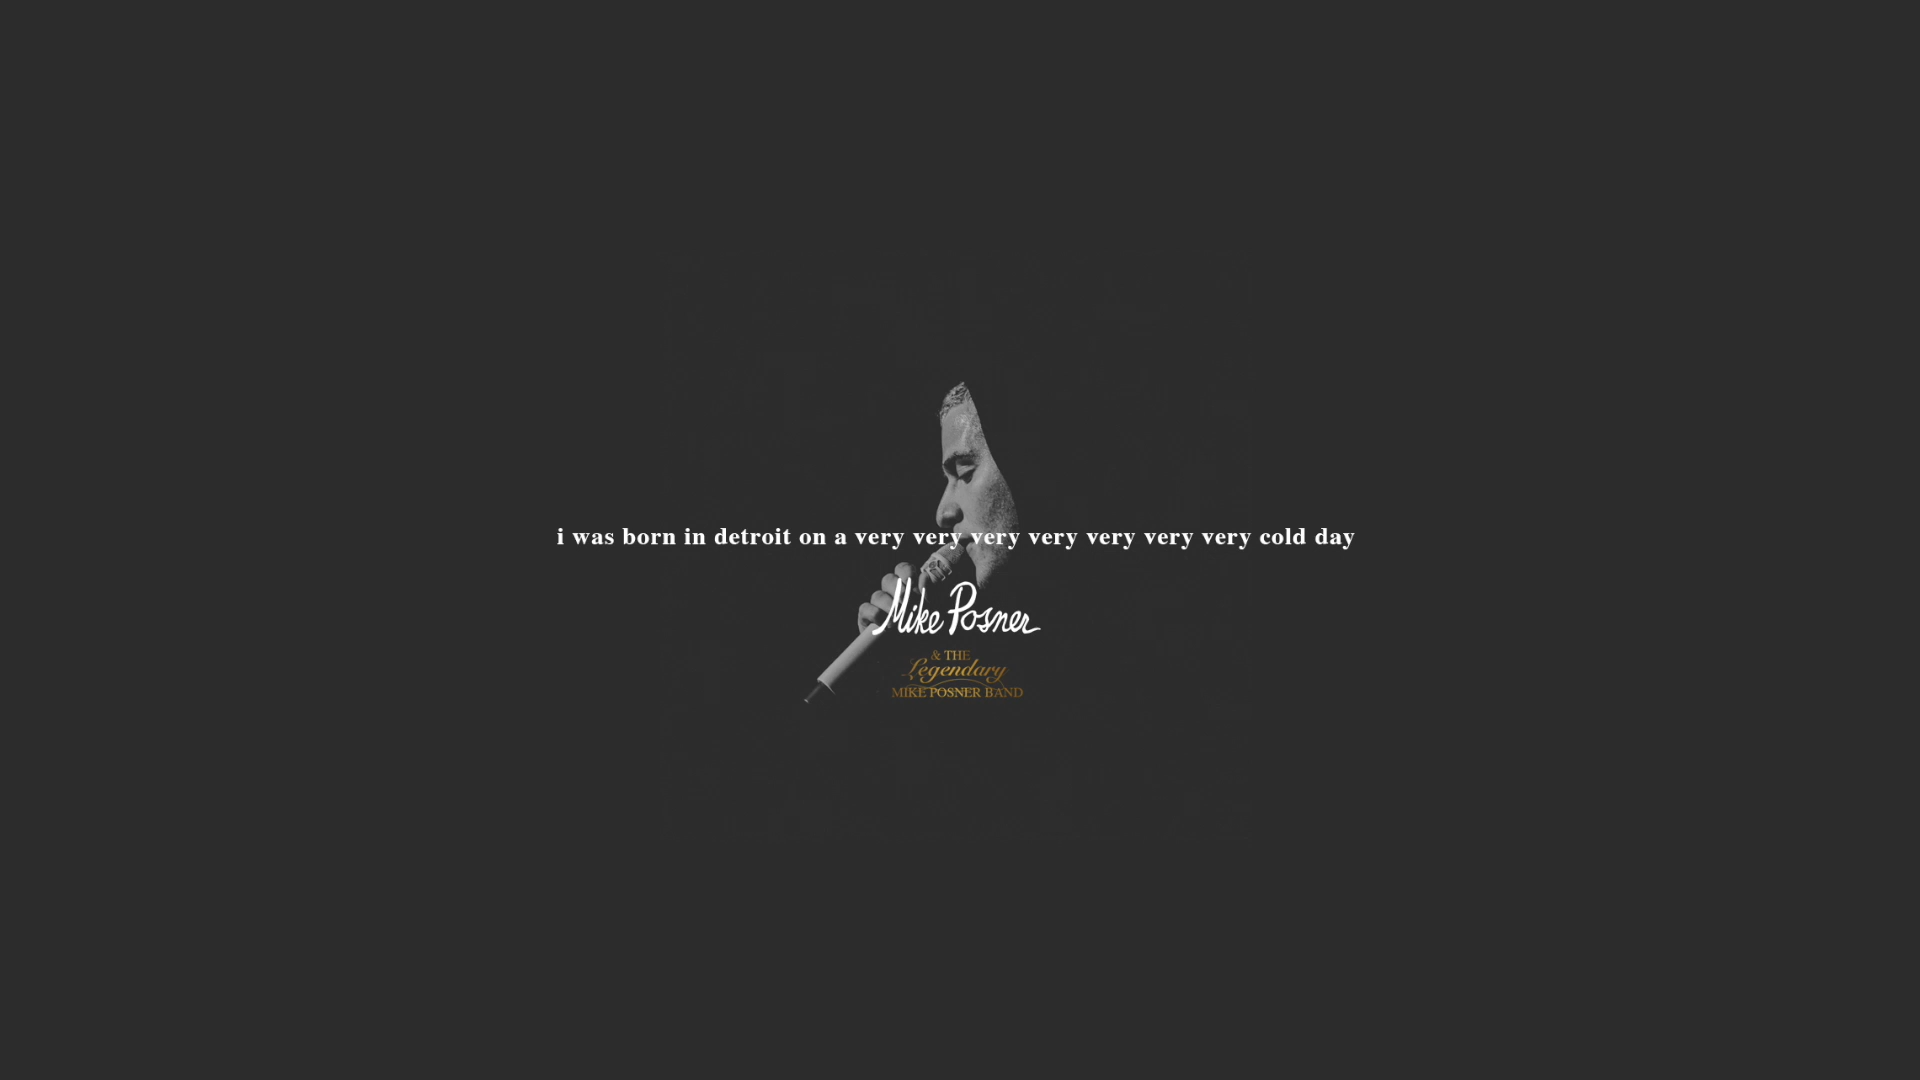 i was born in detroit on a very very very very very very very cold day
Mike Posner
& THE
Legendary
MIKE POSNER BAND